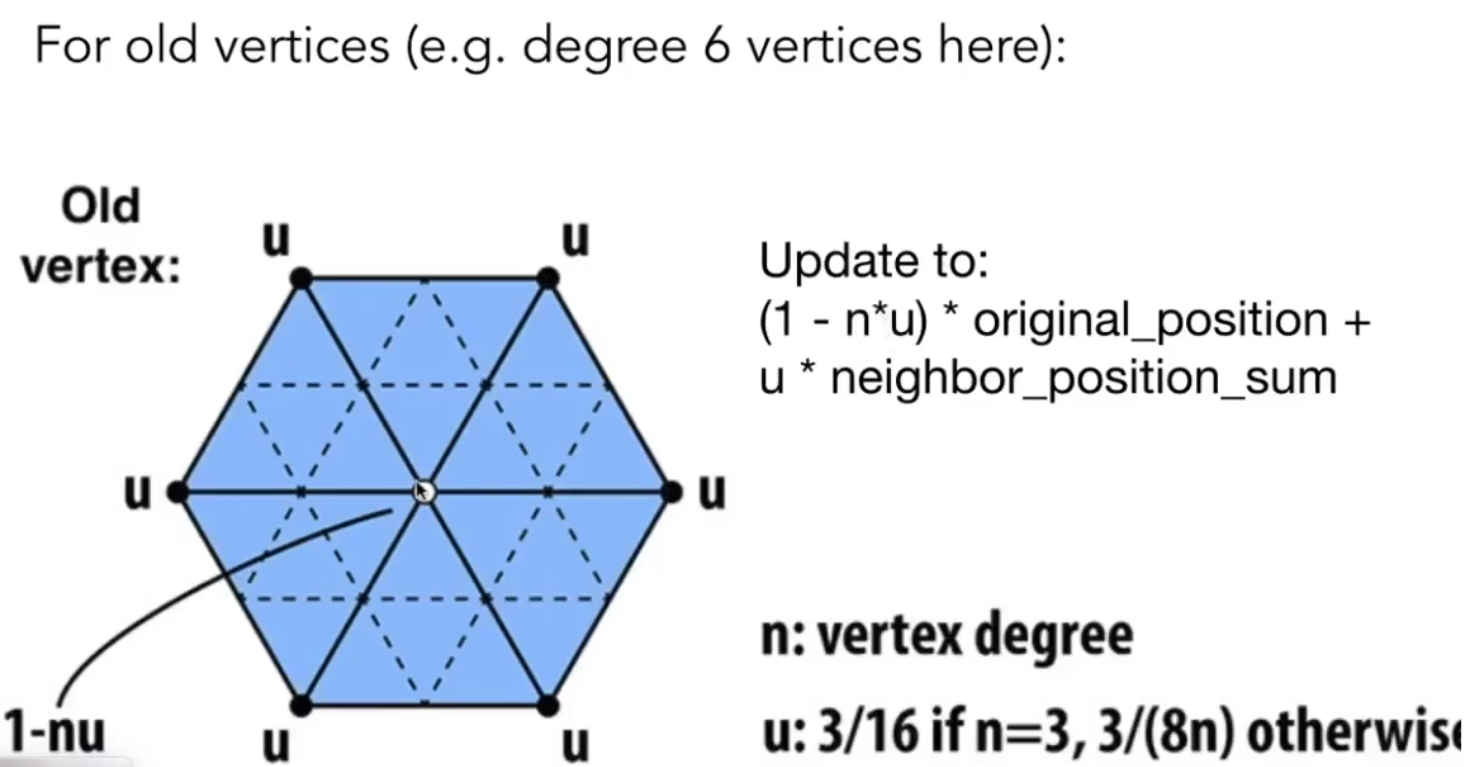 For old vertices (e.g. degree 6 vertices here):
Old
vertex:
u
u
u
u
u
u
1-nu
Update to:
(1 - n*u) * original_position +
u * neighbor_position_sum
n: vertex degree
u: 3/16 if n=3, 3/(8n) otherwise